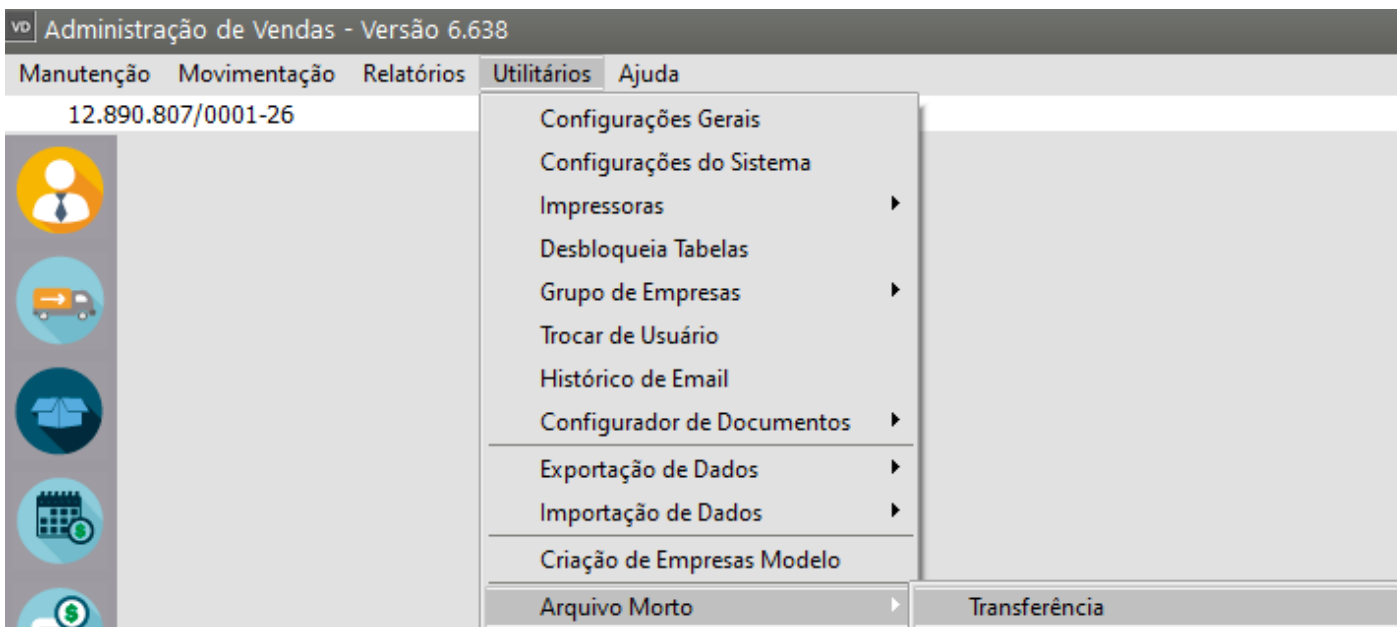 VD Administração de Vendas - Versão 6.638
Manutenção Movimentação Relatórios Utilitários Ajuda
12.890.807/0001-26
Configurações Gerais
Configurações do Sistema
Impressoras
Desbloqueia Tabelas
Grupo de Empresas
Trocar de Usuário
Histórico de Email
Configurador de Documentos
Exportação de Dados
Importação de Dados
Criação de Empresas Modelo
Arquivo Morto Transferência